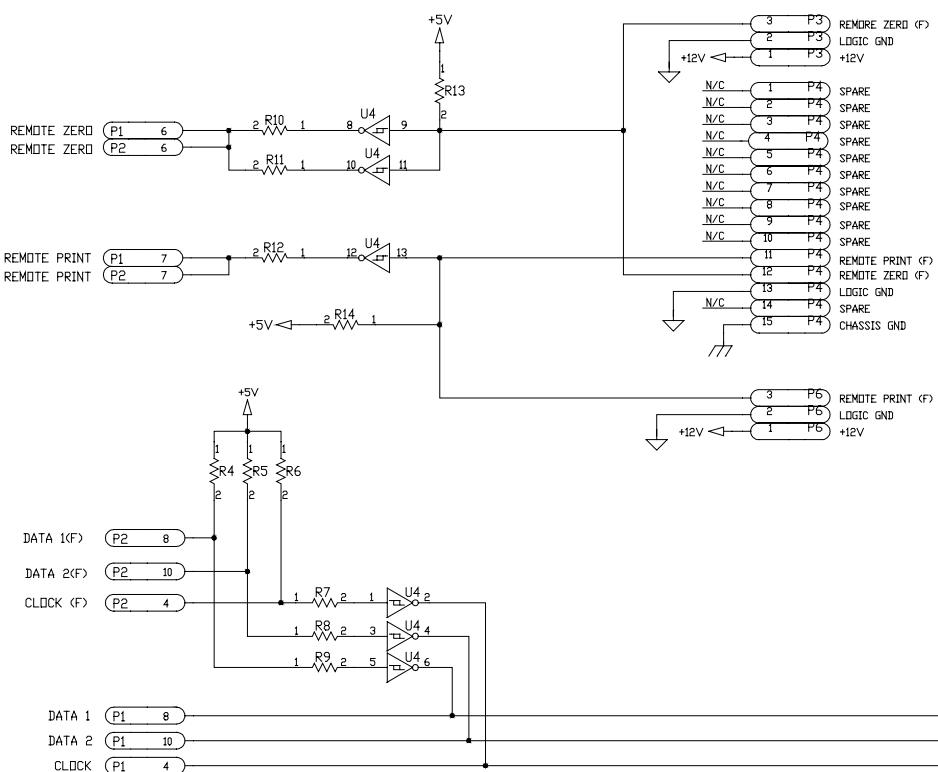 +5V
3 P3 REMORE ZERO (F)
2 P3 LOGIC GND
+12V 1 P3 +12V
1
R13
2
N/C 1 P4 SPARE
N/C 2 P4 SPARE
N/C 3 P4 SPARE
N/C 4 P4 SPARE
N/C 5 P4 SPARE
N/C 6 P4 SPARE
N/C 7 P4 SPARE
N/C 8 P4 SPARE
N/C 9 P4 SPARE
N/C 10 P4 SPARE
11 P4 REMOTE PRINT (F)
12 P4 REMOTE ZERO (F)
13 P4 LOGIC GND
N/C 14 P4 SPARE
15 P4 CHASSIS GND
REMOTE ZERO P1 6 2 R10 1 8 U4 9
REMOTE ZERO P2 6
2 R11 1 10 U4 11
REMOTE PRINT P1 7 2 R12 1 12 U4 13
REMOTE PRINT P2 7
+5V 2 R14 1
3 P6 REMOTE PRINT (F)
2 P6 LOGIC GND
+12V 1 P6 +12V
+5V
1 1 1
R4 R5 R6
2 2 2
DATA 1(F) P2 8
DATA 2(F) P2 10
CLOCK (F) P2 4 1 R7 2 1 U4 2
1 R8 2 3 U4 4
1 R9 2 5 U4 6
DATA 1 P1 8
DATA 2 P1 10
CLOCK P1 4